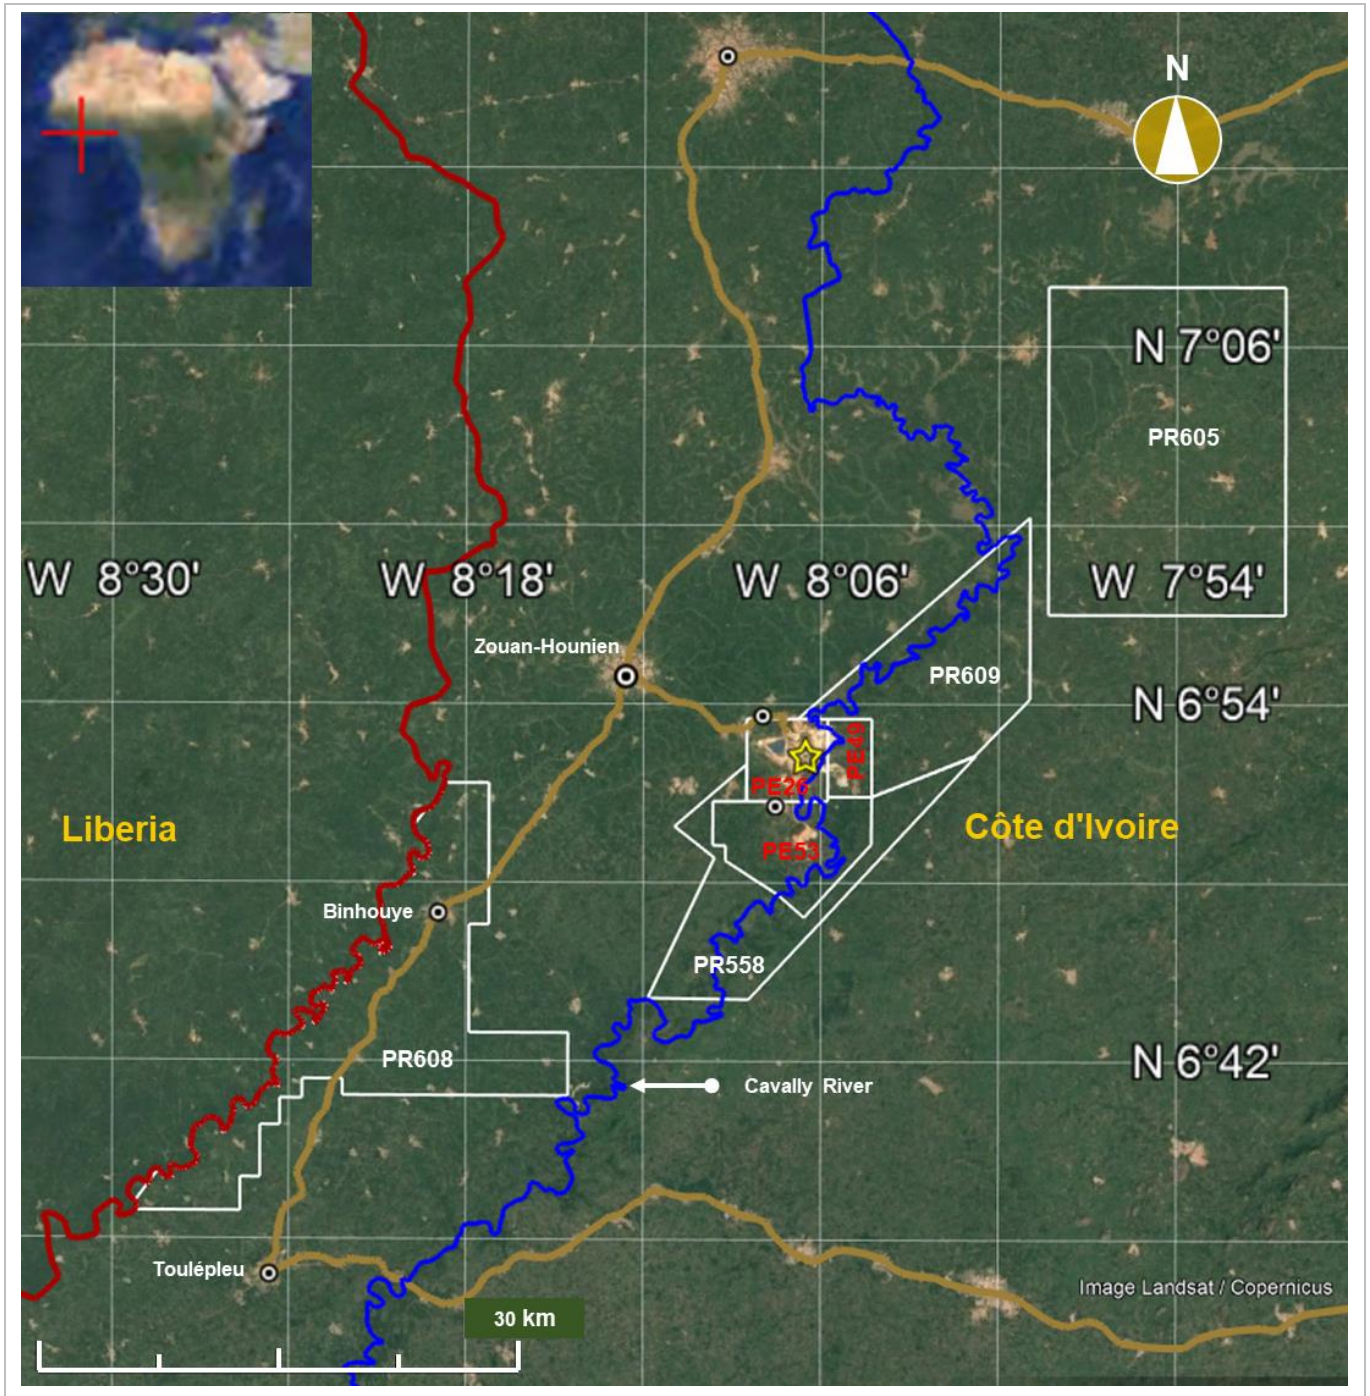 N
N 7°06'
PR605
W 8°30'
W 8°18'
W 8°06'
W 7°54'
Zouan-Hounien
PR609
N 6°54'
PE49
PE26
Liberia
Côte d'Ivoire
PE53
Binhouye
PR558
PR608
N 6°42'
Cavally River
Toulépleu
Image Landsat / Copernicus
30 km